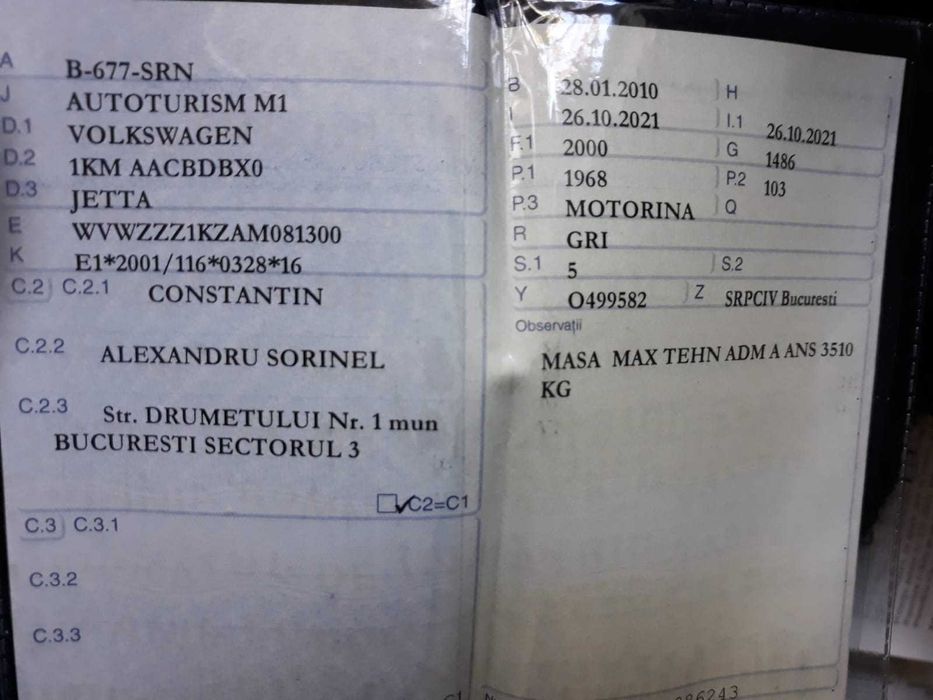 A B-677-SRN
J AUTOTURISM M1
D.1 VOLKSWAGEN
D.2 1KM AACBDBX0
D.3 JETTA
E WVWZZZ1KZAM081300
K E1*2001/116*0328*16
C.2 C.2.1 CONSTANTIN
C.2.2 ALEXANDRU SORINEL
C.2.3 Str. DRUMETULUI Nr. 1 mun
BUCURESTI SECTORUL 3
C2=C1
C.3 C.3.1
C.3.2
C.3.3
B 28.01.2010 H
I 26.10.2021 I.1 26.10.2021
F.1 2000 G 1486
P.1 1968 P.2 103
P.3 MOTORINA Q
R GRI
S.1 5 S.2
Y O499582 Z SRPCIV Bucuresti
Observații
MASA MAX TEHN ADM A ANS 3510
KG